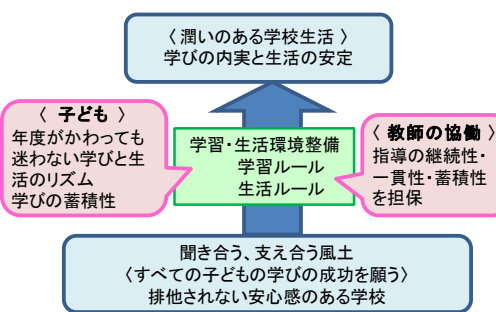 〈 潤いのある学校生活 〉
学びの内実と生活の安定
〈 子ども 〉
年度がかわっても
迷わない学びと生
活のリズム
学びの蓄積性
学習・生活環境整備
学習ルール
生活ルール
〈 教師の協働 〉
指導の継続性・
一貫性・蓄積性
を担保
聞き合う、支え合う風土
〈すべての子どもの学びの成功を願う〉
排他されない安心感のある学校